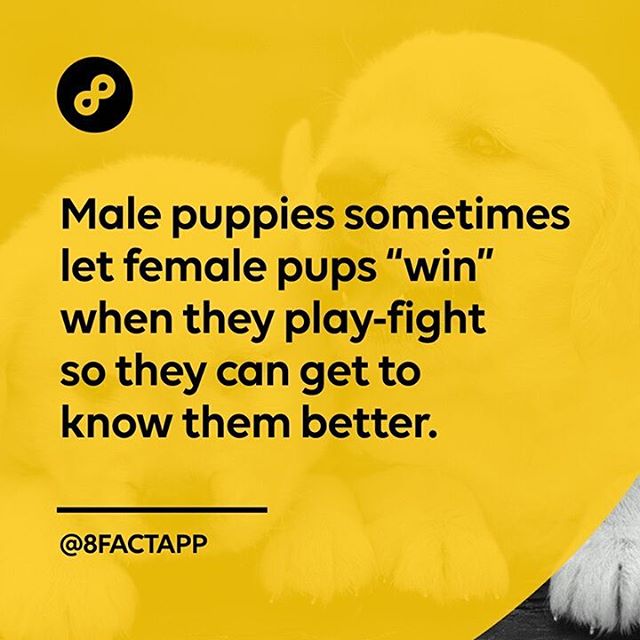 Male puppies sometimes
let female pups “win”
when they play-fight
so they can get to
know them better.
@8FACTAPP